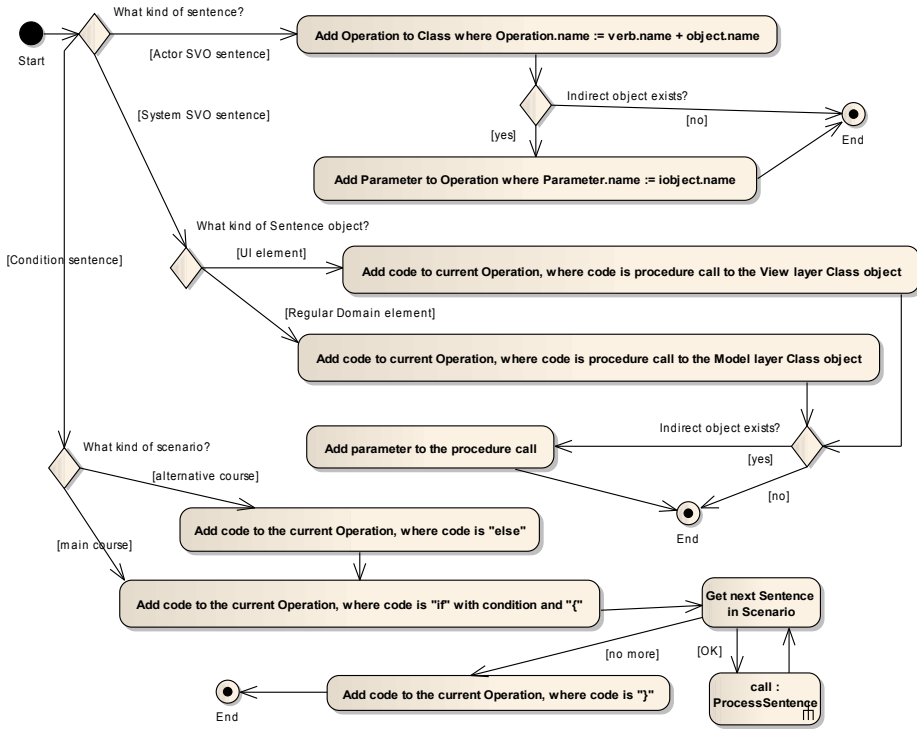 What kind of sentence?
Start
Add Operation to Class where Operation.name := verb.name + object.name
[Actor SVO sentence]
Indirect object exists?
[System SVO sentence]
[yes]
[no]
End
Add Parameter to Operation where Parameter.name := iobject.name
What kind of Sentence object?
[Condition sentence]
[UI element]
Add code to current Operation, where code is procedure call to the View layer Class object
[Regular Domain element]
Add code to current Operation, where code is procedure call to the Model layer Class object
Indirect object exists?
What kind of scenario?
Add parameter to the procedure call
[yes]
[alternative course]
[no]
Add code to the current Operation, where code is "else"
End
[main course]
Add code to the current Operation, where code is "if" with condition and "{"
Get next Sentence
in Scenario
[no more]
[OK]
Add code to the current Operation, where code is "}"
call :
ProcessSentence
End